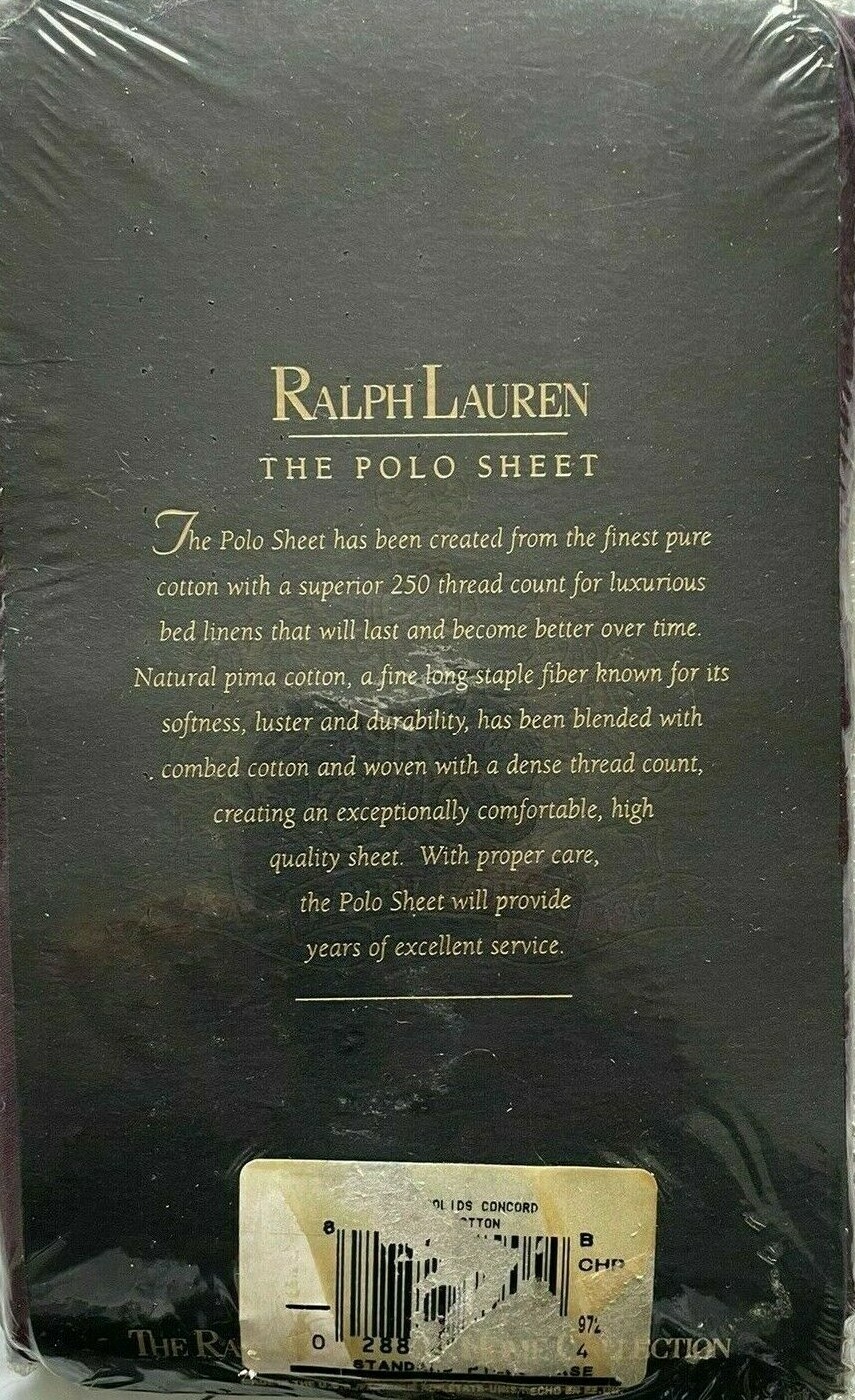 RALPH LAUREN
THE POLO SHEET
The Polo Sheet has been created from the finest pure
cotton with a superior 250 thread count for luxurious
bed linens that will last and become better over time.
Natural pima cotton, a fine long staple fiber known for its
softness, luster and durability, has been blended with
combed cotton and woven with a dense thread count,
creating an exceptionally comfortable, high
quality sheet. With proper care,
the Polo Sheet will provide
years of excellent service.
CONCORD
8 B
CHP
972
0 288 4
THE COLLECTION